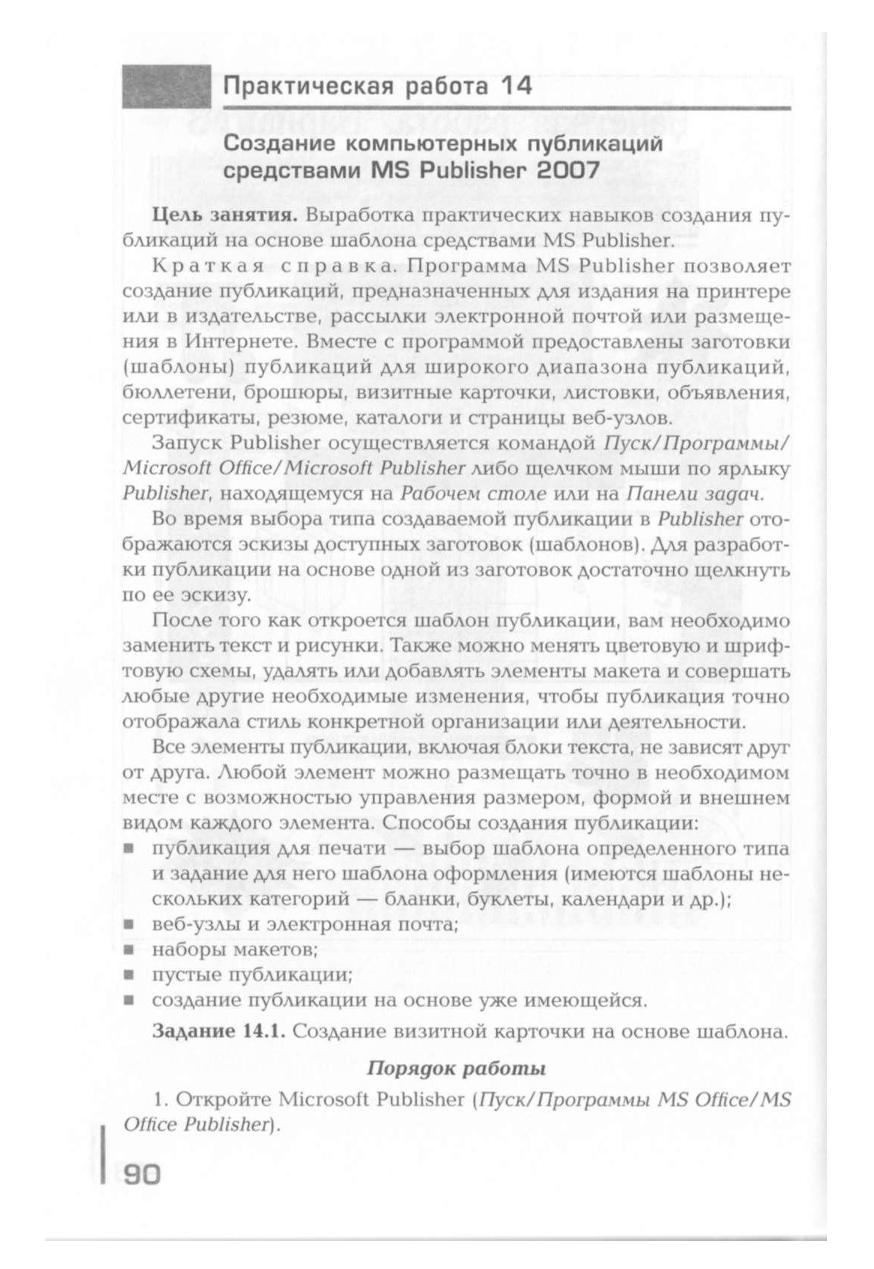 Практическая работа 14
Создание компьютерных публикаций
средствами MS Publisher 2007
Цель занятия. Выработка практических навыков создания пу-
бликаций на основе шаблона средствами MS Publisher.
Краткая справка. Программа MS Publisher позволяет
создание публикаций, предназначенных для издания на принтере
или в издательстве, рассылки электронной почтой или размеще-
ния в Интернете. Вместе с программой предоставлены заготовки
(шаблоны) публикаций для широкого диапазона публикаций,
бюллетени, брошюры, визитные карточки, листовки, объявления,
сертификаты, резюме, каталоги и страницы веб-узлов.
Запуск Publisher осуществляется командой Пуск/Программы/
Microsoft Office/Microsoft Publisher либо щелчком мыши по ярлыку
Publisher, находящемуся на Рабочем столе или на Панели задач.
Во время выбора типа создаваемой публикации в Publisher ото-
бражаются эскизы доступных заготовок (шаблонов). Для разработ-
ки публикации на основе одной из заготовок достаточно щелкнуть
по ее эскизу.
После того как откроется шаблон публикации, вам необходимо
заменить текст и рисунки. Также можно менять цветовую и шриф-
товую схемы, удалять или добавлять элементы макета и совершать
любые другие необходимые изменения, чтобы публикация точно
отображала стиль конкретной организации или деятельности.
Все элементы публикации, включая блоки текста, не зависят друг
от друга. Любой элемент можно размещать точно в необходимом
месте с возможностью управления размером, формой и внешнем
видом каждого элемента. Способы создания публикации:
■ публикация для печати — выбор шаблона определенного типа
и задание для него шаблона оформления (имеются шаблоны не-
скольких категорий — бланки, буклеты, календари и др.);
■ веб-узлы и электронная почта;
■ наборы макетов;
■ пустые публикации;
■ создание публикации на основе уже имеющейся.
Задание 14.1. Создание визитной карточки на основе шаблона.
Порядок работы
1. Откройте Microsoft Publisher (Пуск/Программы MS Office/MS
Office Publisher).
90